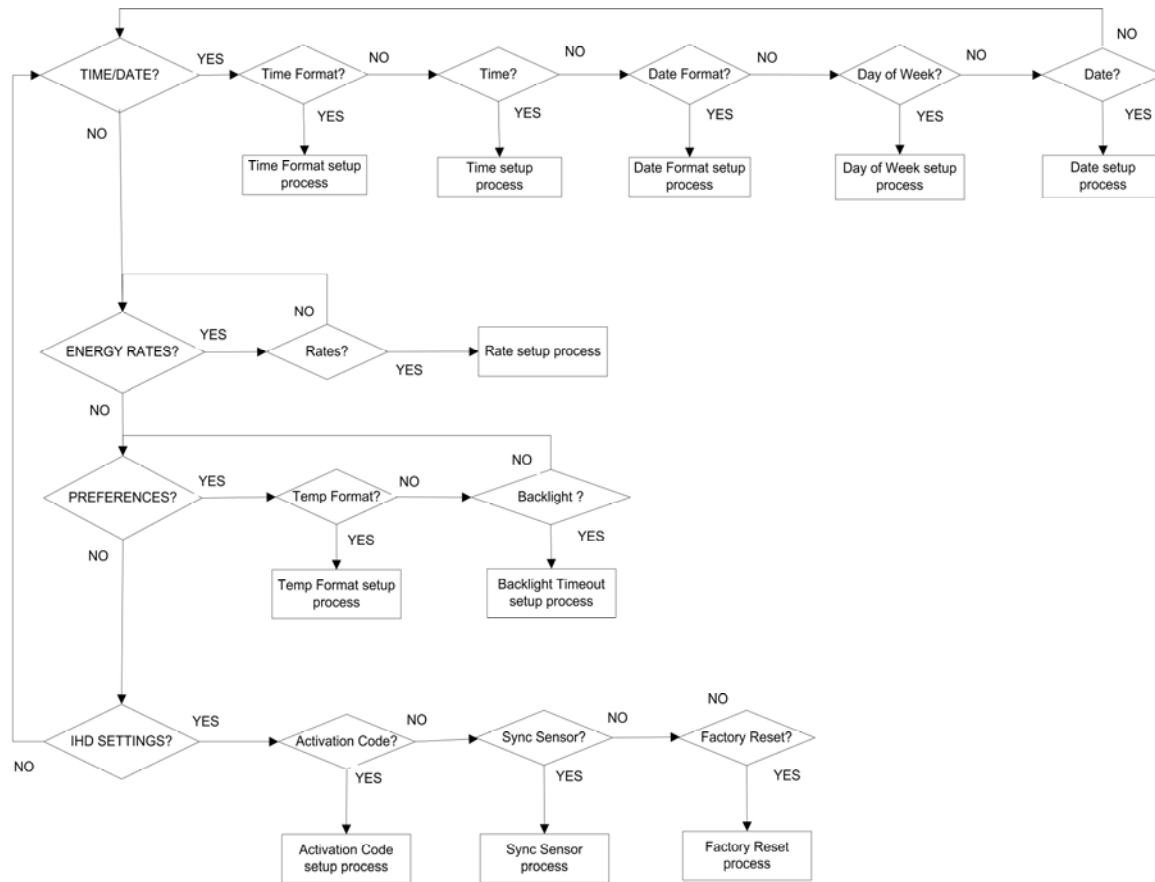 NO
TIME/DATE?
YES
Time Format?
NO
Time?
NO
Date Format?
NO
Day of Week?
NO
Date?
NO
YES
YES
YES
YES
YES
Time Format setup
process
Time setup
process
Date Format setup
process
Day of Week setup
process
Date setup
process
NO
ENERGY RATES?
YES
Rates?
YES
Rate setup process
NO
NO
PREFERENCES?
YES
Temp Format?
NO
Backlight ?
NO
YES
YES
Temp Format setup
process
Backlight Timeout
setup process
NO
IHD SETTINGS?
YES
Activation Code?
NO
Sync Sensor?
NO
Factory Reset?
NO
YES
YES
YES
Activation Code
setup process
Sync Sensor
process
Factory Reset
process